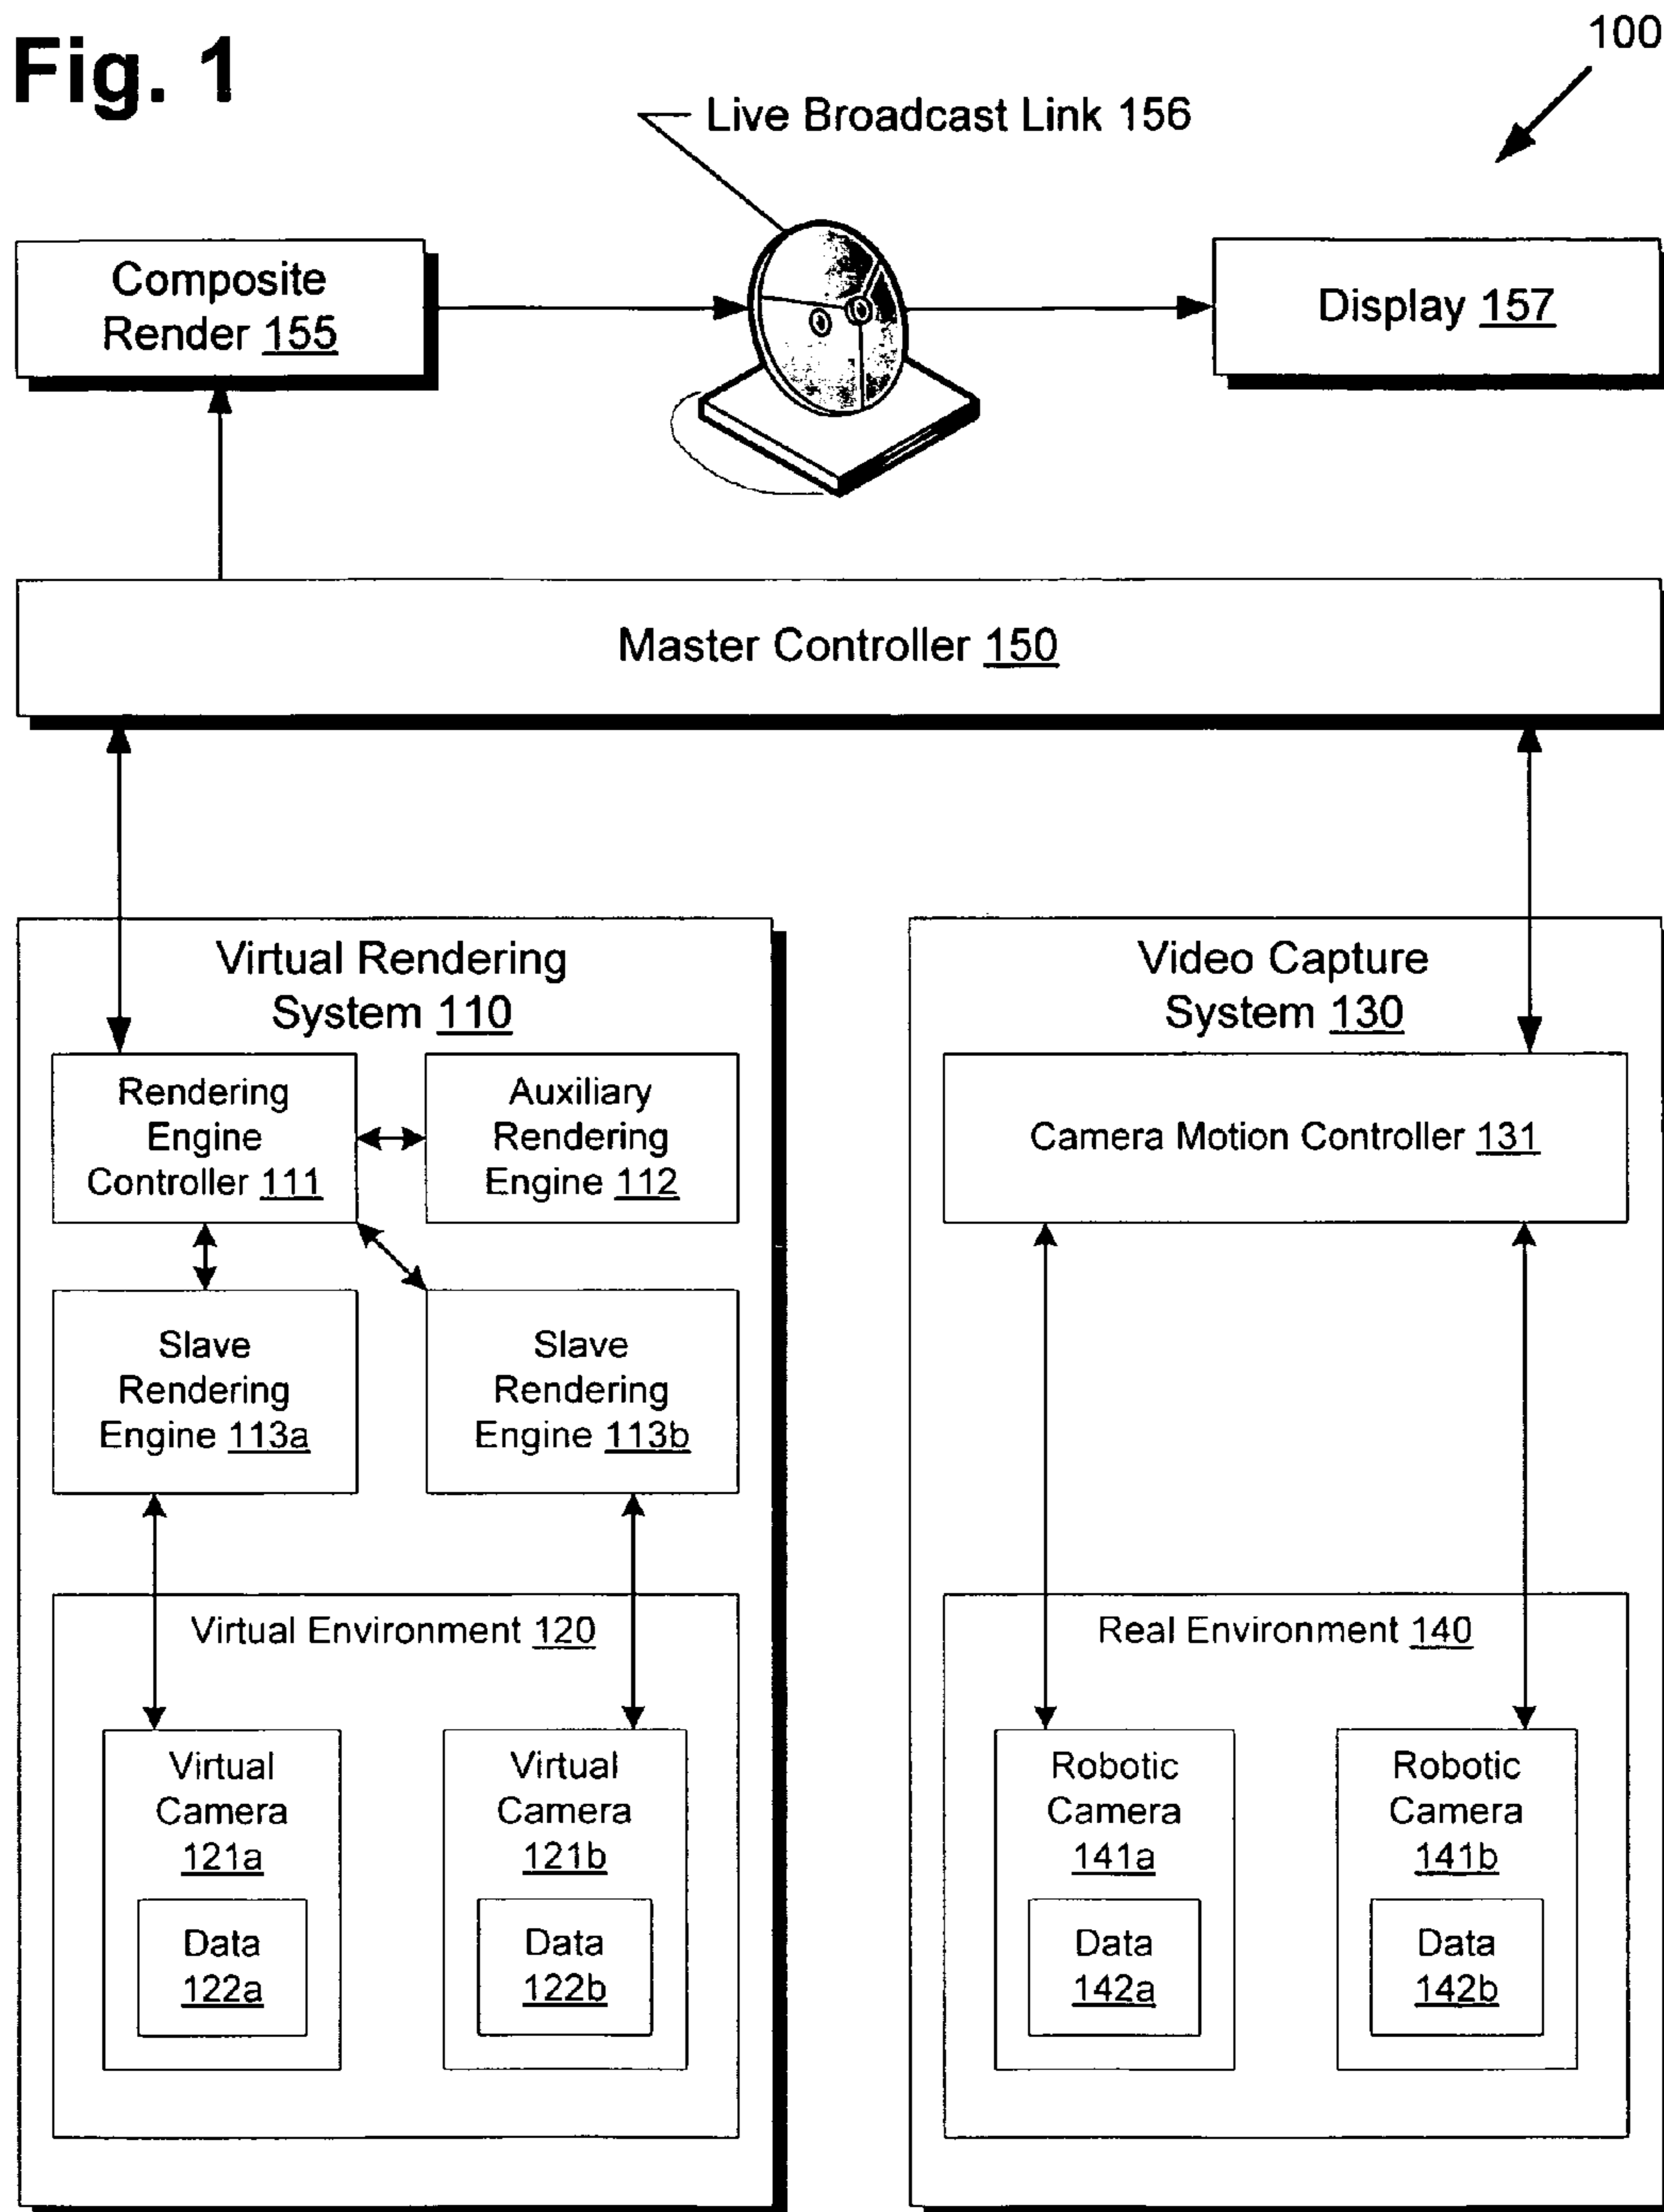 Fig. 1
100
Live Broadcast Link 156
Composite
Render 155
Display 157
Master Controller 150
Virtual Rendering
System 110
Rendering
Engine
Controller 111
Auxiliary
Rendering
Engine 112
Slave
Rendering
Engine 113a
Slave
Rendering
Engine 113b
Virtual Environment 120
Virtual
Camera
121a
Data
122a
Virtual
Camera
121b
Data
122b
Video Capture
System 130
Camera Motion Controller 131
Real Environment 140
Robotic
Camera
141a
Data
142a
Robotic
Camera
141b
Data
142b